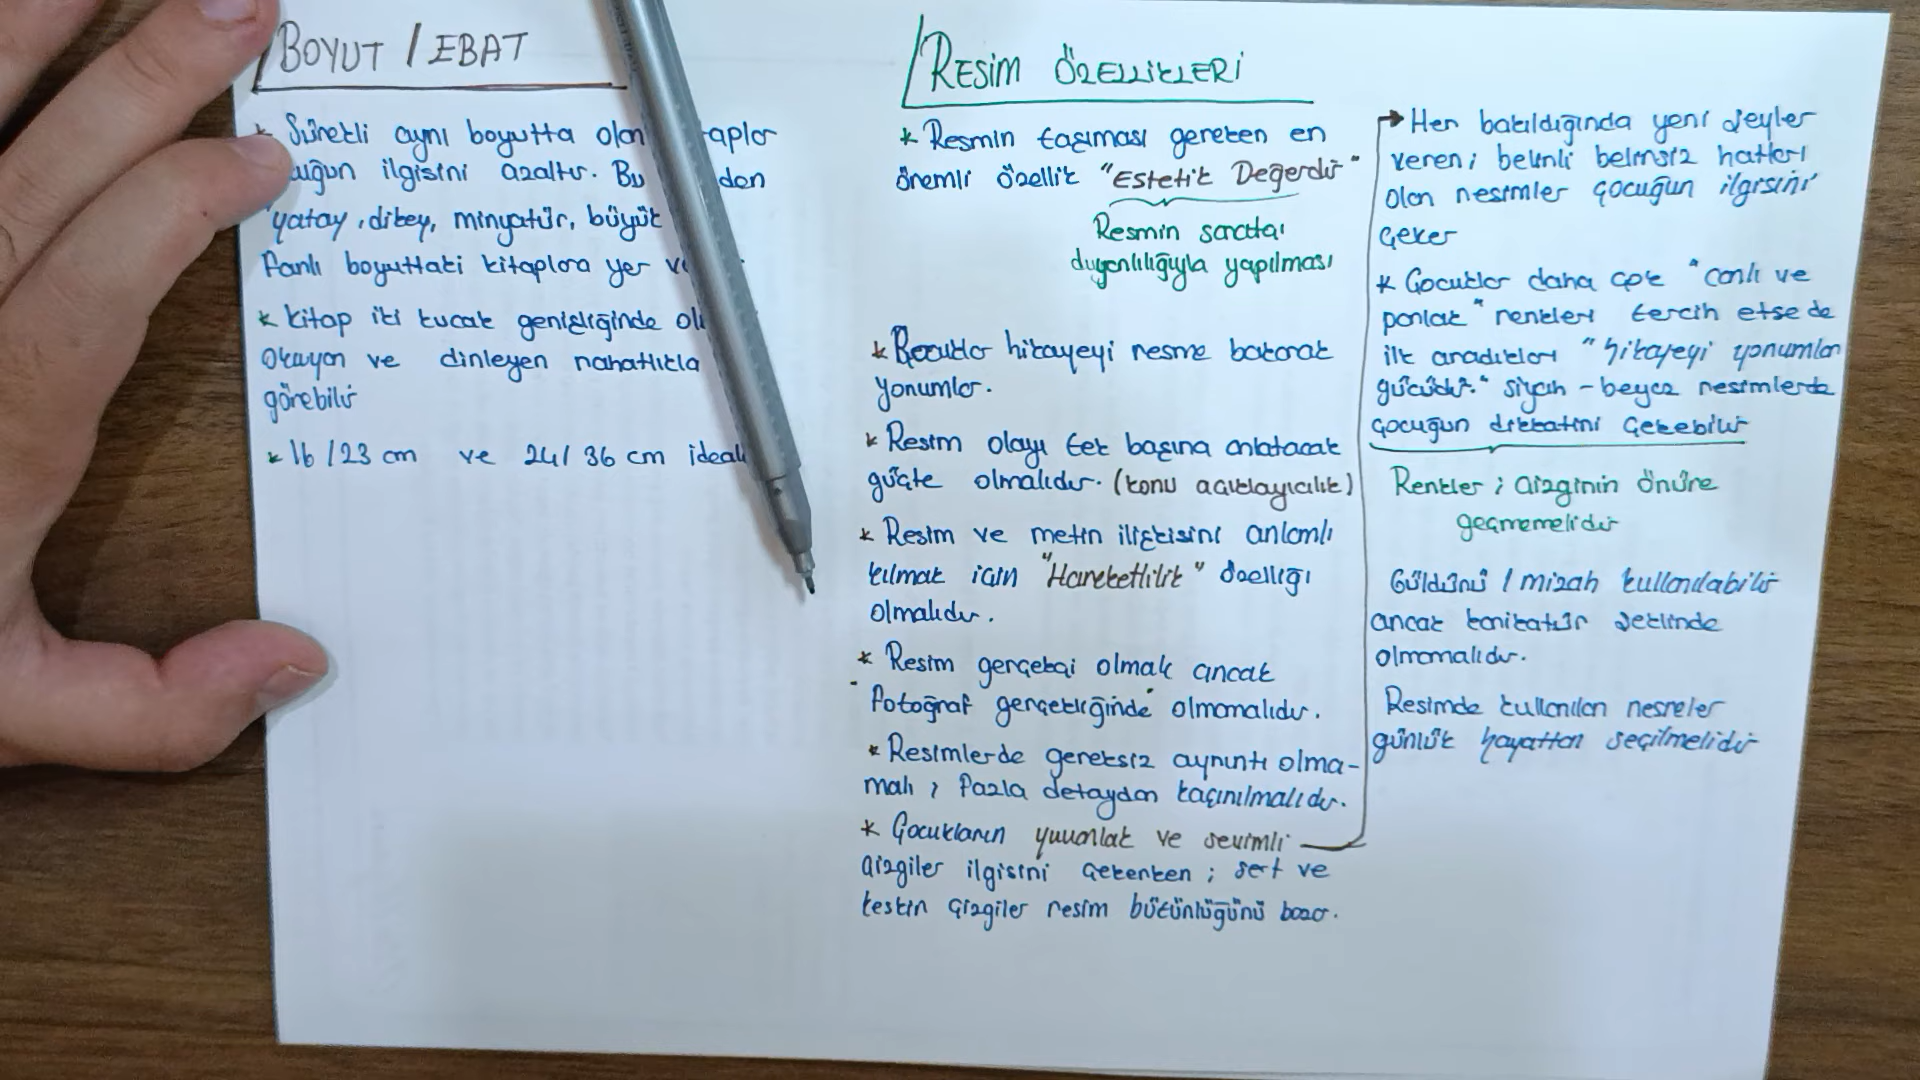 BOYUT / EBAT
* Sürekli aynı boyutta olan
ilgisini azaltır. Bu
yatay, dikey, minyatür, büyük
farklı boyuttaki kitaplara yer
* Kitap iki kucak genişliğinde
okuyan ve dinleyen rahatlıkla
görebilir
* 16 / 23 cm ve 24 / 36 cm ideal
RESİM ÖZELLİKLERİ
* Resmin taşıması gereken en
önemli özellik "Estetik Değerdir"
Resmin sanatsal
duyarlılığıyla yapılması
* Çocuklar hikayeyi resme bakarak
yorumlar.
* Resim olayı tek başına anlatacak
güçte olmalıdır. (konu açıklayıcılık)
* Resim ve metin ilişkisini anlamlı
kılmak için "Hareketlilik" özelliği
olmalıdır.
* Resim gerçekçi olmalı ancak
"fotoğraf gerçekliğinde" olmamalıdır.
* Resimlerde gereksiz ayrıntı olma-
malı ; fazla detaydan kaçınılmalıdır.
* Çocukların yuvarlak ve sevimli
çizgiler ilgisini çekerken ; sert ve
keskin çizgiler resim bütünlüğünü bozar.
→ Her bakıldığında yeni şeyler
veren ; belirli belirsiz hatları
olan resimler çocuğun ilgisini
çeker
* Çocuklar daha çok "canlı ve
parlak" renkleri tercih etse de
ilk aradıkları "hikayeyi yorumlama
gücüdür." siyah - beyaz resimlerde
çocuğun dikkatini çekebilir
Renkler ; çizginin önüne
geçmemelidir
Güldürü / mizah kullanılabilir
ancak karikatür şeklinde
olmamalıdır.
Resimde kullanılan nesneler
günlük hayattan seçilmelidir